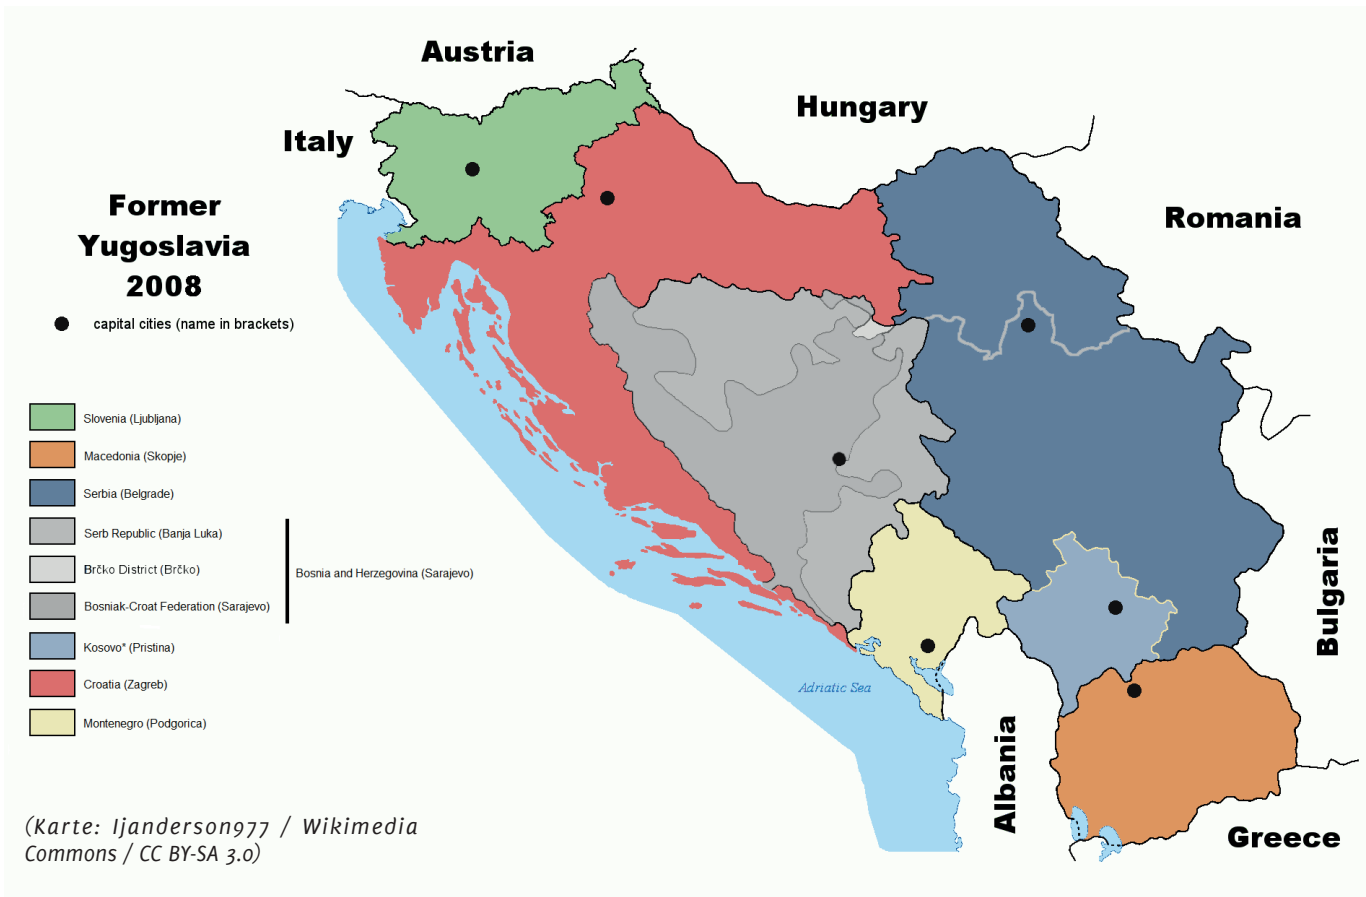 Austria
Hungary
Italy
Former
Yugoslavia
2008
Romania
capital cities (name in brackets)
Slovenia (Ljubljana)
Macedonia (Skopje)
Serbia (Belgrade)
Serb Republic (Banja Luka)
Brčko District (Brčko)
Bosnia and Herzegovina (Sarajevo)
Bosniak-Croat Federation (Sarajevo)
Kosovo* (Pristina)
Croatia (Zagreb)
Montenegro (Podgorica)
Adriatic Sea
Bulgaria
Albania
Greece
(Karte: Ijanderson977 / Wikimedia
Commons / CC BY-SA 3.0)